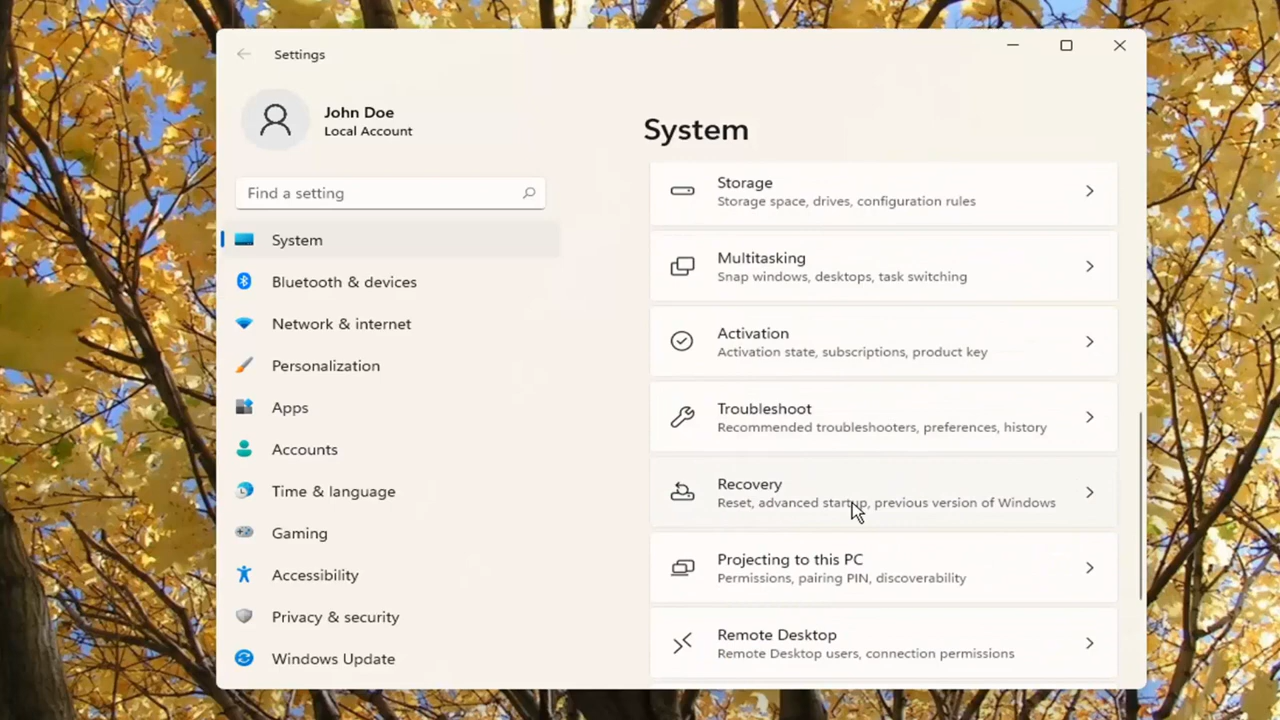 Settings
John Doe
Local Account
Find a setting
System
Bluetooth & devices
Network & internet
Personalization
Apps
Accounts
Time & language
Gaming
Accessibility
Privacy & security
Windows Update
System
Storage
Storage space, drives, configuration rules
Multitasking
Snap windows, desktops, task switching
Activation
Activation state, subscriptions, product key
Troubleshoot
Recommended troubleshooters, preferences, history
Recovery
Reset, advanced startup, previous version of Windows
Projecting to this PC
Permissions, pairing PIN, discoverability
Remote Desktop
Remote Desktop users, connection permissions